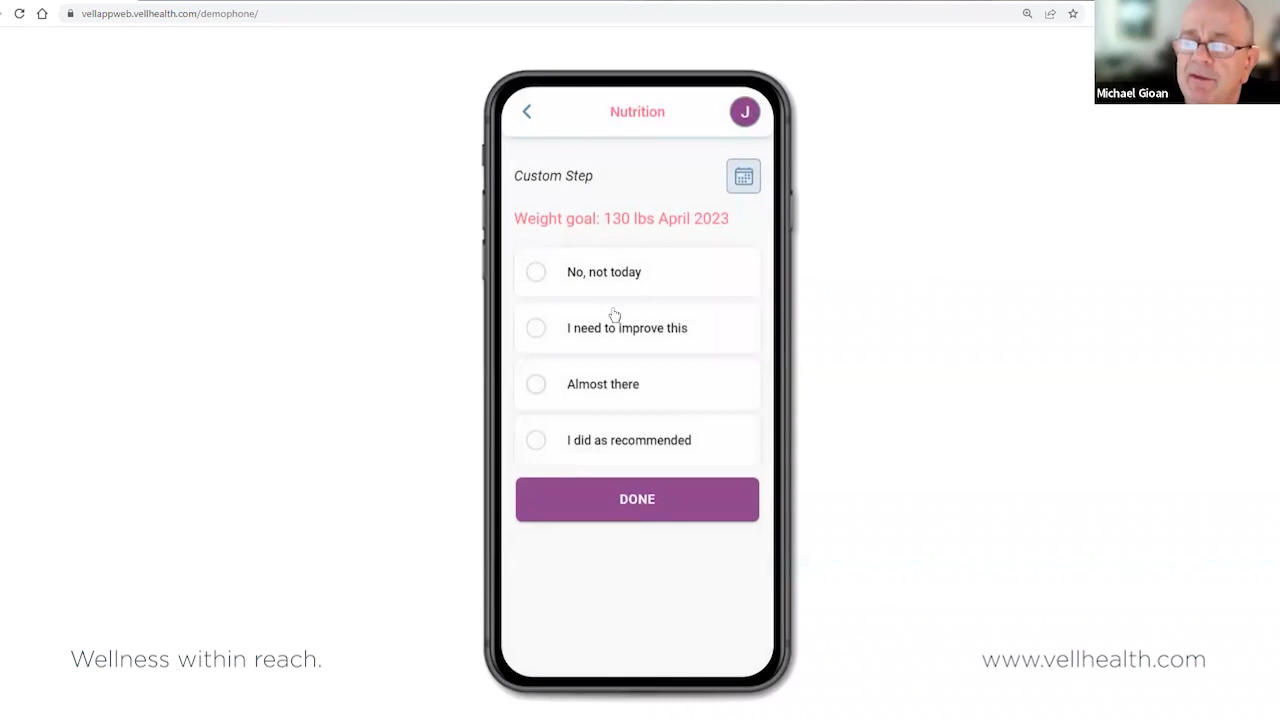 vellappweb.vellhealth.com/demophone/
Michael Gioan
Nutrition
J
Custom Step
Weight goal: 130 lbs April 2023
No, not today
I need to improve this
Almost there
I did as recommended
DONE
Wellness within reach.
www.vellhealth.com